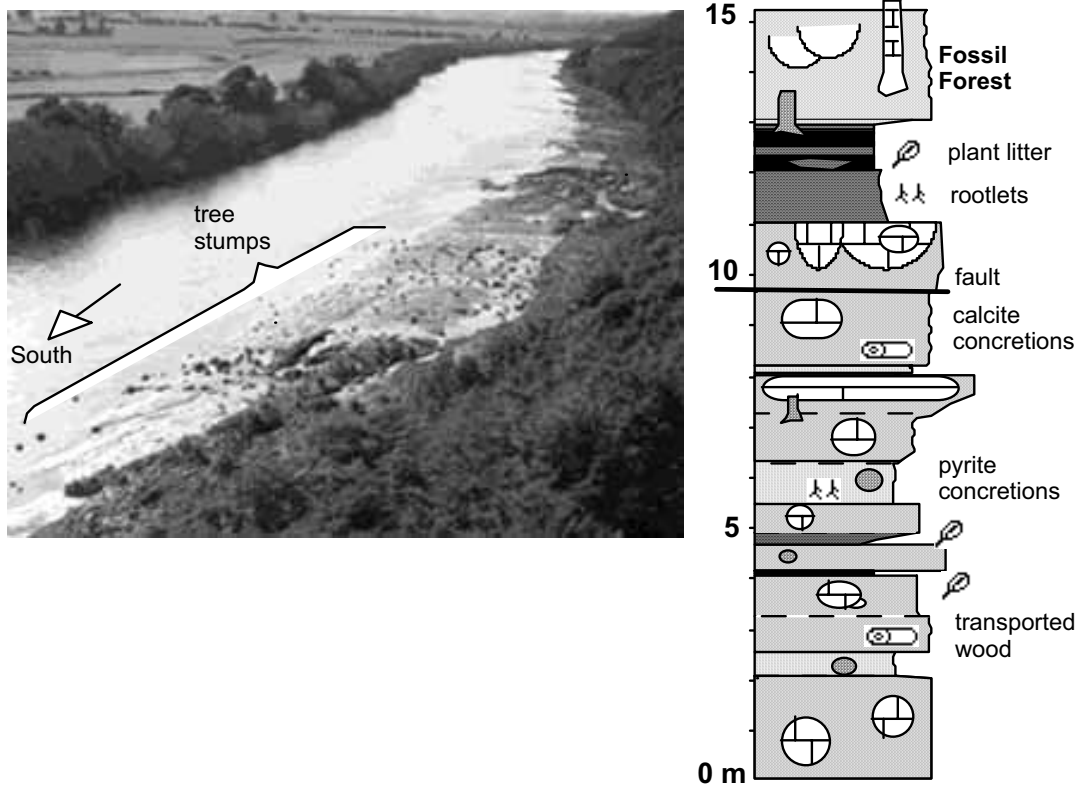 tree
stumps
South
15
Fossil
Forest
plant litter
rootlets
10
fault
calcite
concretions
pyrite
concretions
5
transported
wood
0 m